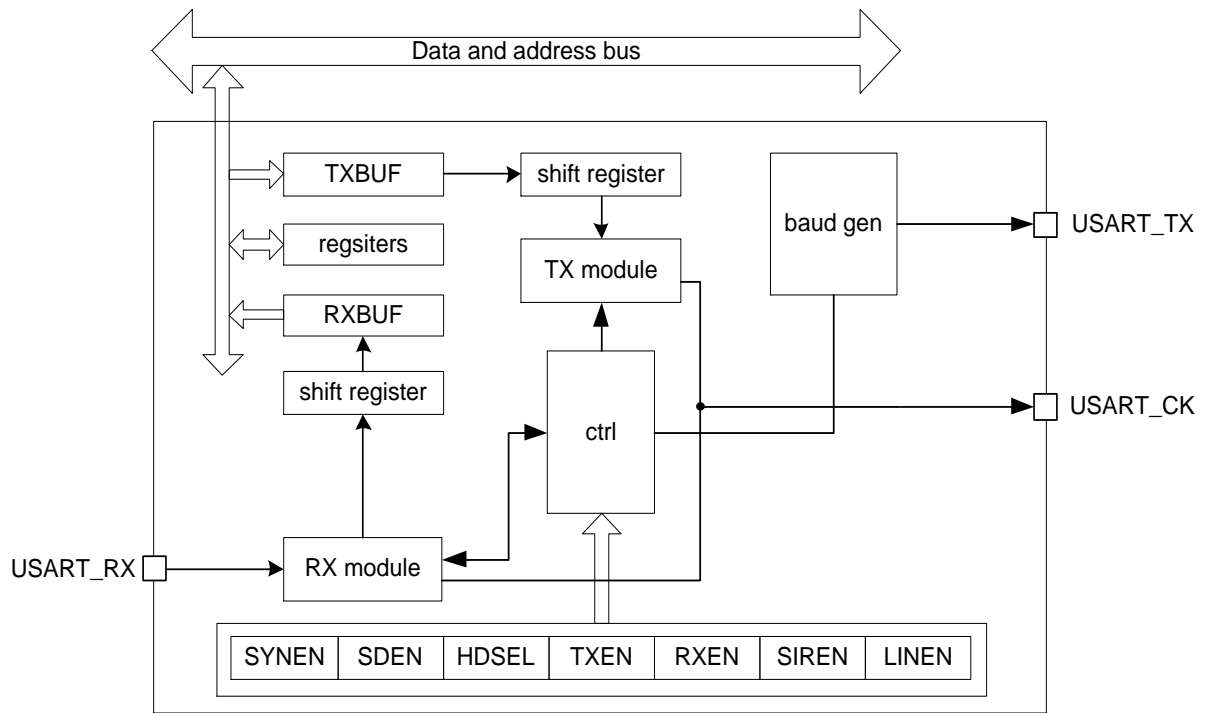 Data and address bus
TXBUF
shift register
baud gen
USART_TX
regsiters
TX module
RXBUF
shift register
ctrl
USART_CK
USART_RX
RX module
SYNEN SDEN HDSEL TXEN RXEN SIREN LINEN